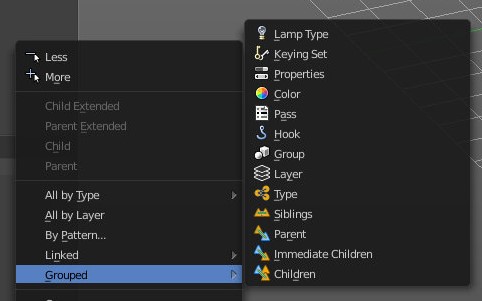 Less
More
Child Extended
Parent Extended
Child
Parent
All by Type
All by Layer
By Pattern...
Linked
Grouped
Lamp Type
Keying Set
Properties
Color
Pass
Hook
Group
Layer
Type
Siblings
Parent
Immediate Children
Children